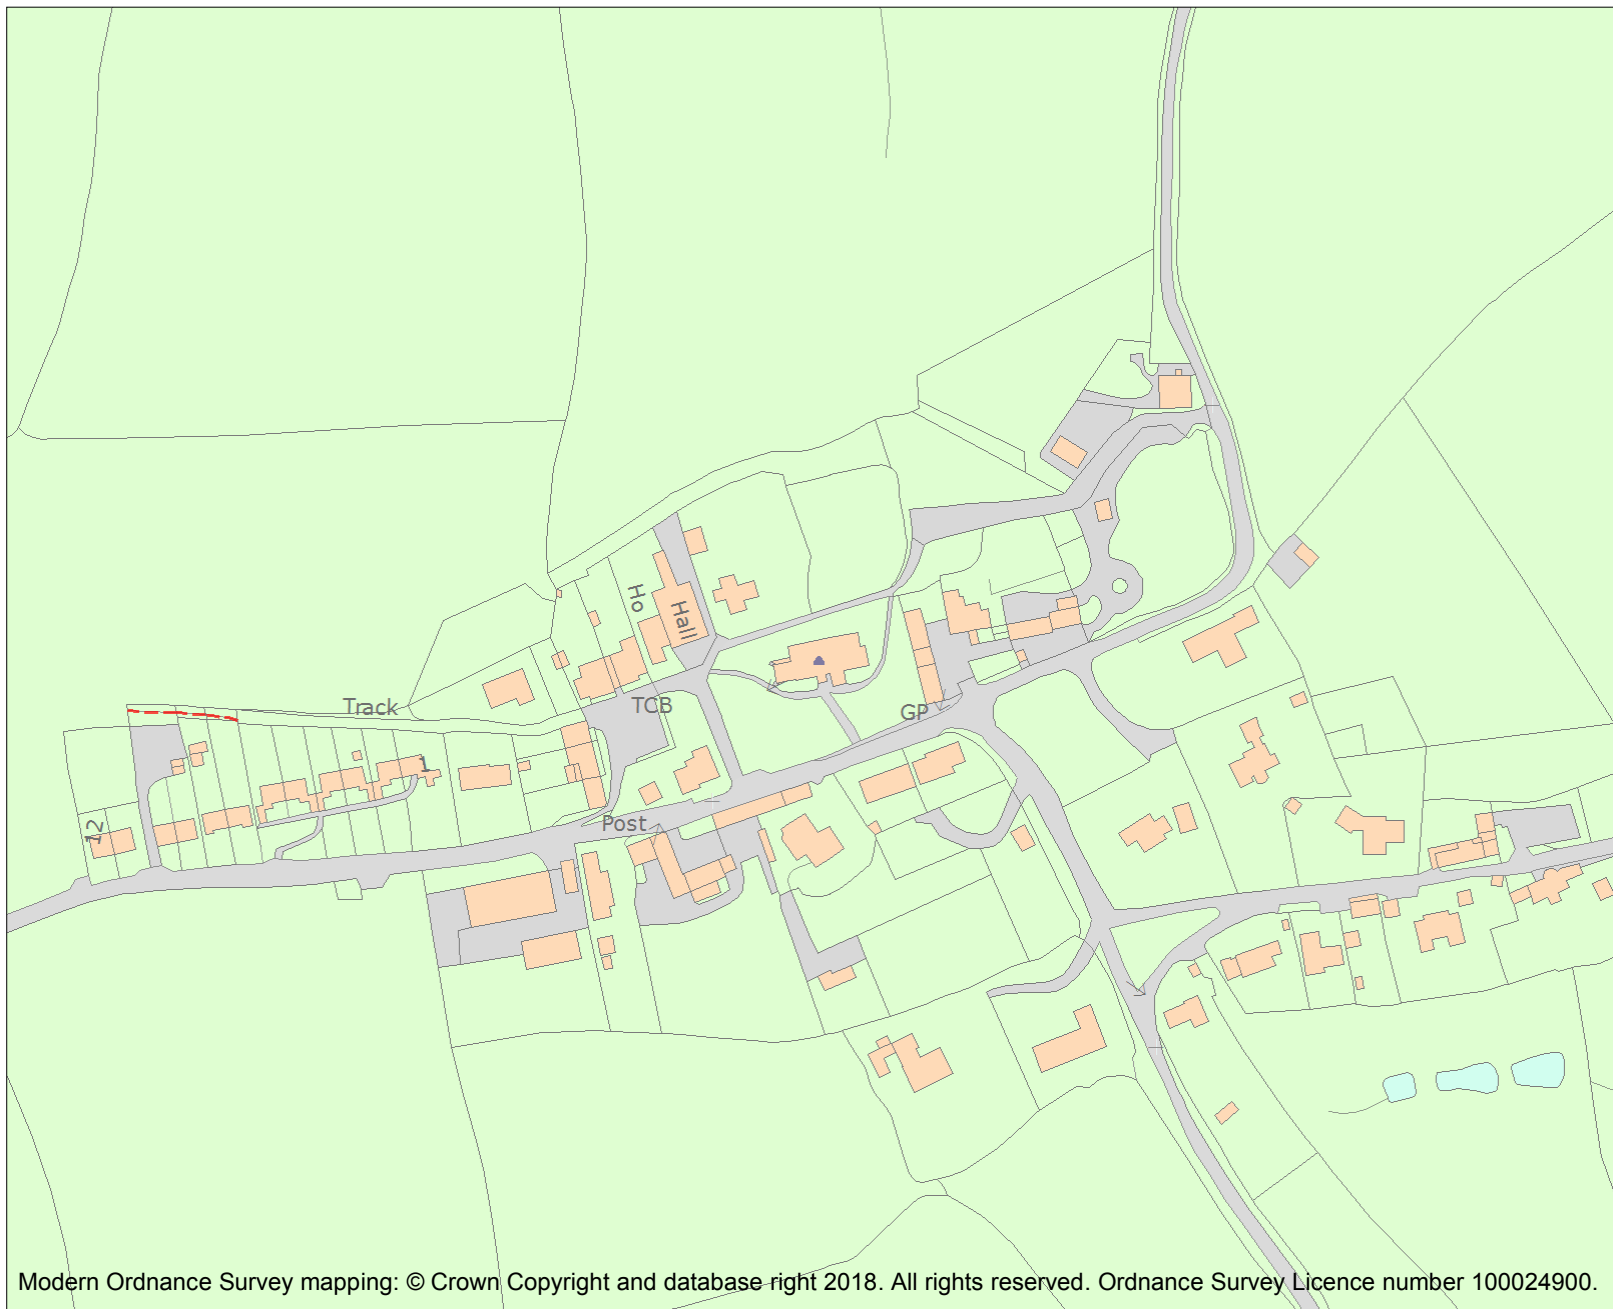 Ho
Hall
Track
TCB
GP
1
Post
12
Modern Ordnance Survey mapping: © Crown Copyright and database right 2018. All rights reserved. Ordnance Survey Licence number 100024900.